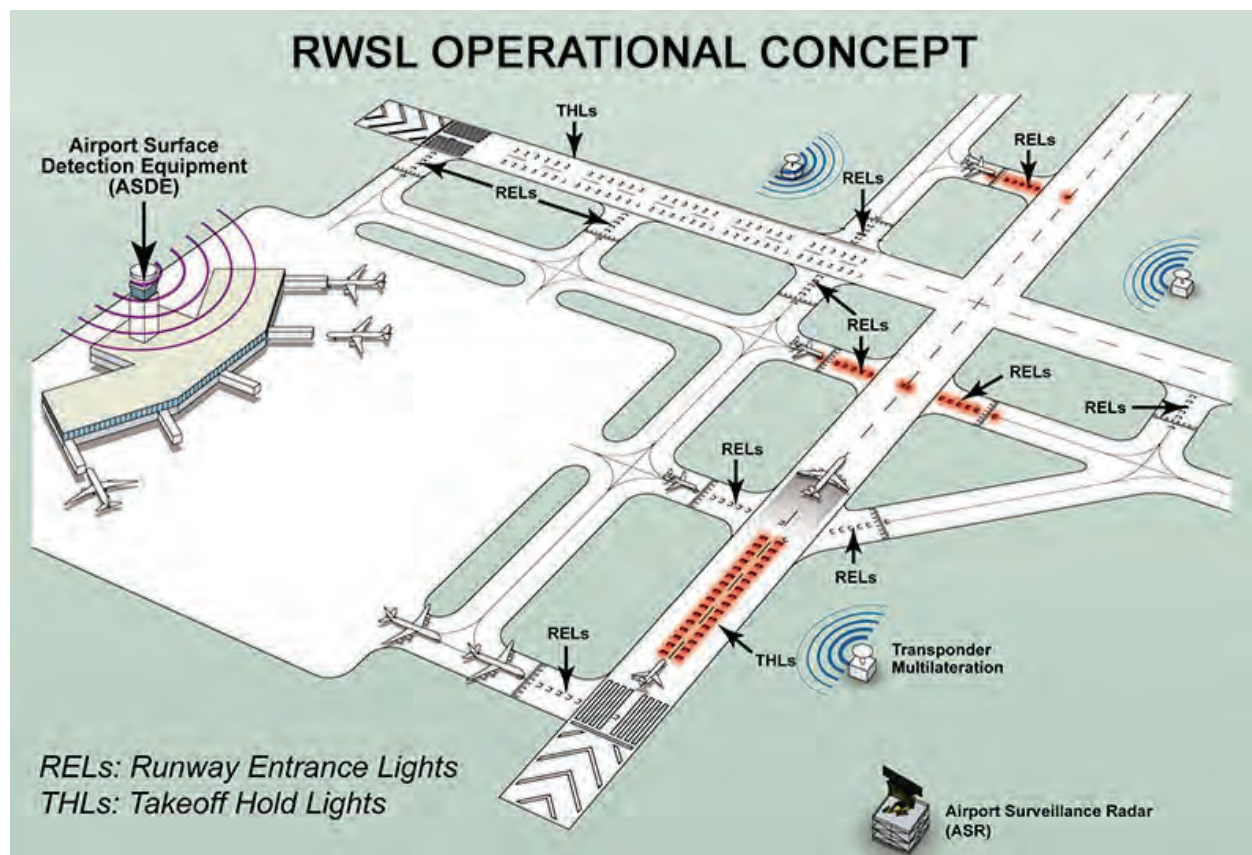 RWSL OPERATIONAL CONCEPT
THLs
Airport Surface
Detection Equipment
(ASDE)
RELs
RELs
RELs
RELs
RELs
RELs
RELs
RELs
RELs
RELs
THLs
Transponder
Multilateration
RELs: Runway Entrance Lights
THLs: Takeoff Hold Lights
Airport Surveillance Radar
(ASR)